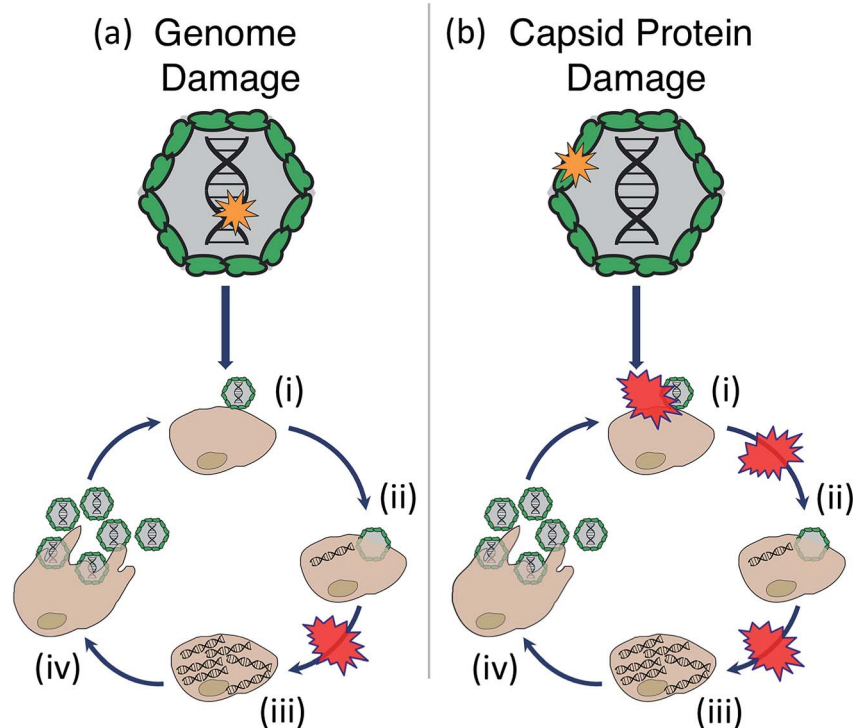 (a) Genome
Damage
(i)
(ii)
(iii)
(iv)
(b) Capsid Protein
Damage
(i)
(ii)
(iii)
(iv)